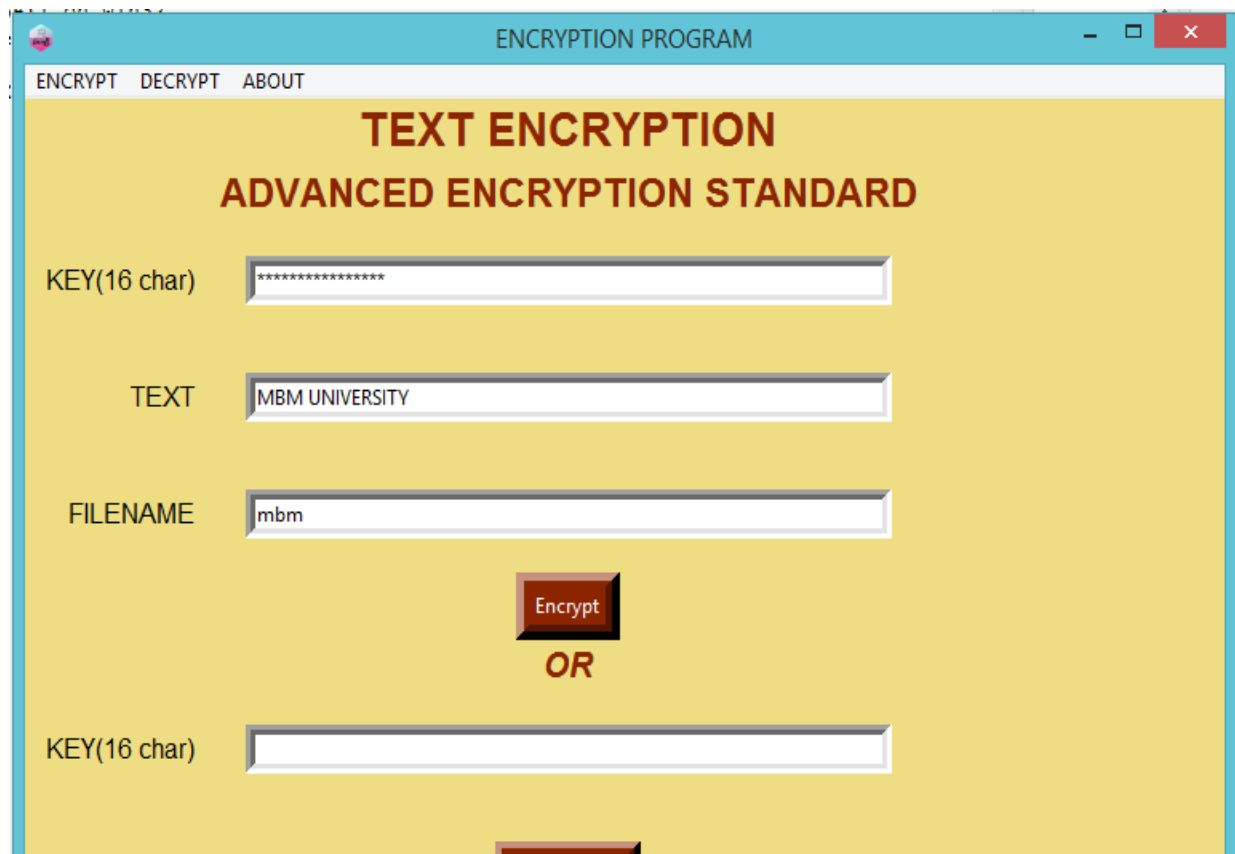 ENCRYPTION PROGRAM
ENCRYPT DECRYPT ABOUT
TEXT ENCRYPTION
ADVANCED ENCRYPTION STANDARD
KEY(16 char) ****************
TEXT MBM UNIVERSITY
FILENAME mbm
Encrypt
OR
KEY(16 char)